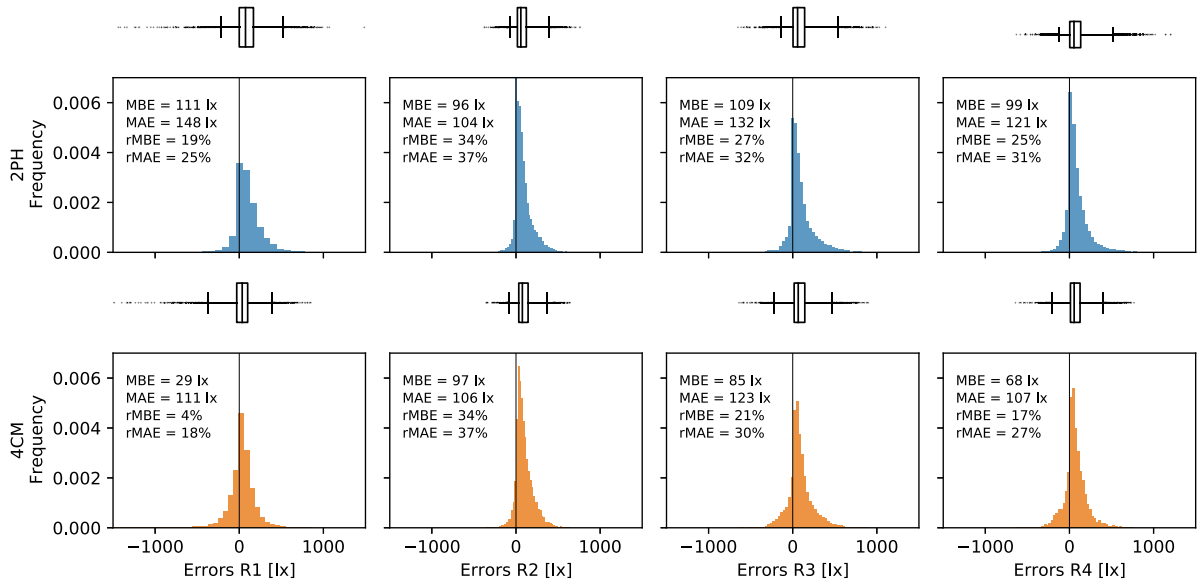 2PH
Frequency
0.006
0.004
0.002
0.000
MBE = 111 lx
MAE = 148 lx
rMBE = 19%
rMAE = 25%
MBE = 96 lx
MAE = 104 lx
rMBE = 34%
rMAE = 37%
MBE = 109 lx
MAE = 132 lx
rMBE = 27%
rMAE = 32%
MBE = 99 lx
MAE = 121 lx
rMBE = 25%
rMAE = 31%
4CM
Frequency
0.006
0.004
0.002
0.000
MBE = 29 lx
MAE = 111 lx
rMBE = 4%
rMAE = 18%
MBE = 97 lx
MAE = 106 lx
rMBE = 34%
rMAE = 37%
MBE = 85 lx
MAE = 123 lx
rMBE = 21%
rMAE = 30%
MBE = 68 lx
MAE = 107 lx
rMBE = 17%
rMAE = 27%
−1000 0 1000
Errors R1 [lx]
−1000 0 1000
Errors R2 [lx]
−1000 0 1000
Errors R3 [lx]
−1000 0 1000
Errors R4 [lx]